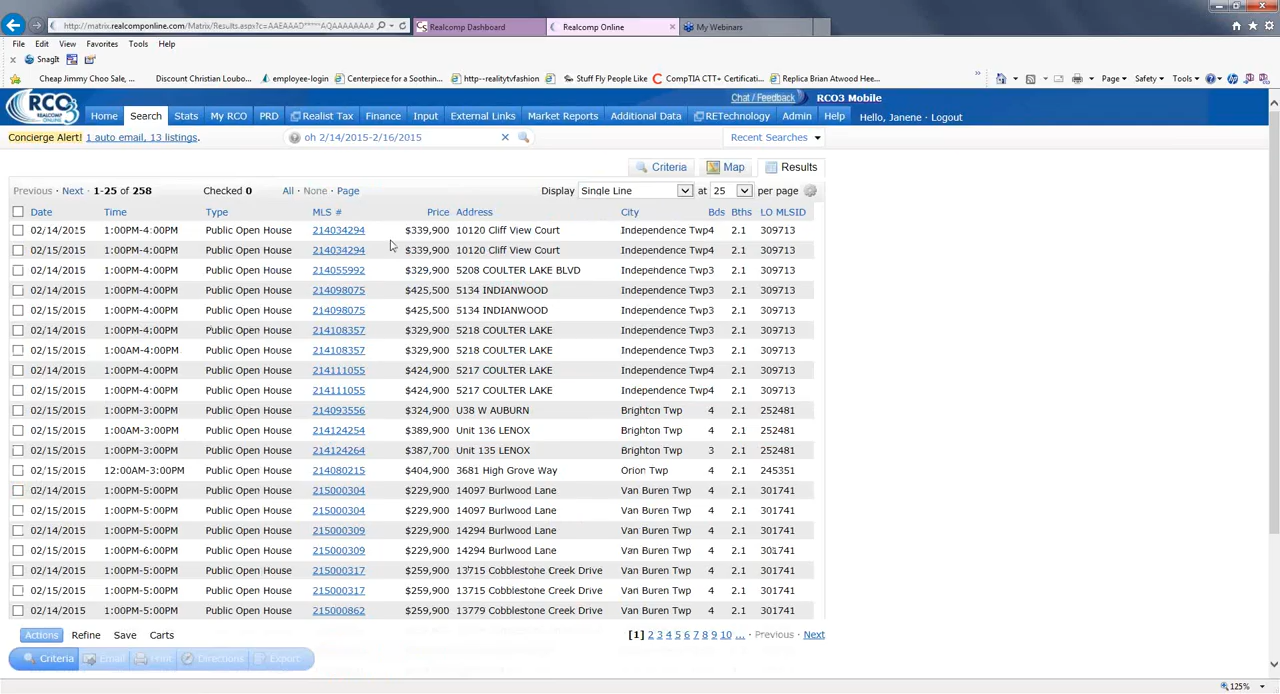 http://matrix.realcomponline.com/Matrix/Results.aspx?c=AAEAAAD*****AQAAAAAAAA
Realcomp Dashboard
Realcomp Online
My Webinars
File Edit View Favorites Tools Help
SnagIt
Cheap Jimmy Choo Sale, ... Discount Christian Loubo... employee-login Centerpiece for a Soothin... http--realitytvfashion Stuff Fly People Like CompTIA CTT+ Certificati... Replica Brian Atwood Hee... Page Safety Tools
RCO3 REALCOMP ONLINE
Chat / Feedback RCO3 Mobile
Home Search Stats My RCO PRD Realist Tax Finance Input External Links Market Reports Additional Data RETechnology Admin Help Hello, Janene · Logout
Concierge Alert! 1 auto email, 13 listings. oh 2/14/2015-2/16/2015 Recent Searches
Criteria Map Results
Previous · Next · 1-25 of 258 Checked 0 All · None · Page Display Single Line at 25 per page
Date Time Type MLS # Price Address City Bds Bths LO MLSID
02/14/2015 1:00PM-4:00PM Public Open House 214034294 $339,900 10120 Cliff View Court Independence Twp4 2.1 309713
02/15/2015 1:00PM-4:00PM Public Open House 214034294 $339,900 10120 Cliff View Court Independence Twp4 2.1 309713
02/14/2015 1:00PM-4:00PM Public Open House 214055992 $329,900 5208 COULTER LAKE BLVD Independence Twp3 2.1 309713
02/14/2015 1:00PM-4:00PM Public Open House 214098075 $425,500 5134 INDIANWOOD Independence Twp3 2.1 309713
02/15/2015 1:00PM-4:00PM Public Open House 214098075 $425,500 5134 INDIANWOOD Independence Twp3 2.1 309713
02/14/2015 1:00PM-4:00PM Public Open House 214108357 $329,900 5218 COULTER LAKE Independence Twp3 2.1 309713
02/15/2015 1:00AM-4:00PM Public Open House 214108357 $329,900 5218 COULTER LAKE Independence Twp3 2.1 309713
02/14/2015 1:00PM-4:00PM Public Open House 214111055 $424,900 5217 COULTER LAKE Independence Twp4 2.1 309713
02/15/2015 1:00PM-4:00PM Public Open House 214111055 $424,900 5217 COULTER LAKE Independence Twp4 2.1 309713
02/15/2015 1:00PM-3:00PM Public Open House 214093556 $324,900 U38 W AUBURN Brighton Twp 4 2.1 252481
02/15/2015 1:00AM-3:00PM Public Open House 214124254 $389,900 Unit 136 LENOX Brighton Twp 4 2.1 252481
02/15/2015 1:00PM-3:00PM Public Open House 214124264 $387,700 Unit 135 LENOX Brighton Twp 3 2.1 252481
02/15/2015 12:00AM-3:00PM Public Open House 214080215 $404,900 3681 High Grove Way Orion Twp 4 2.1 245351
02/14/2015 1:00PM-5:00PM Public Open House 215000304 $229,900 14097 Burlwood Lane Van Buren Twp 4 2.1 301741
02/15/2015 1:00PM-5:00PM Public Open House 215000304 $229,900 14097 Burlwood Lane Van Buren Twp 4 2.1 301741
02/14/2015 1:00PM-5:00PM Public Open House 215000309 $229,900 14294 Burlwood Lane Van Buren Twp 4 2.1 301741
02/15/2015 1:00PM-6:00PM Public Open House 215000309 $229,900 14294 Burlwood Lane Van Buren Twp 4 2.1 301741
02/14/2015 1:00PM-5:00PM Public Open House 215000317 $259,900 13715 Cobblestone Creek Drive Van Buren Twp 4 2.1 301741
02/15/2015 1:00PM-5:00PM Public Open House 215000317 $259,900 13715 Cobblestone Creek Drive Van Buren Twp 4 2.1 301741
02/14/2015 1:00PM-5:00PM Public Open House 215000862 $259,900 13779 Cobblestone Creek Drive Van Buren Twp 4 2.1 301741
Actions Refine Save Carts [1] 2 3 4 5 6 7 8 9 10 ... · Previous · Next
Criteria Email Print Directions Export
125%